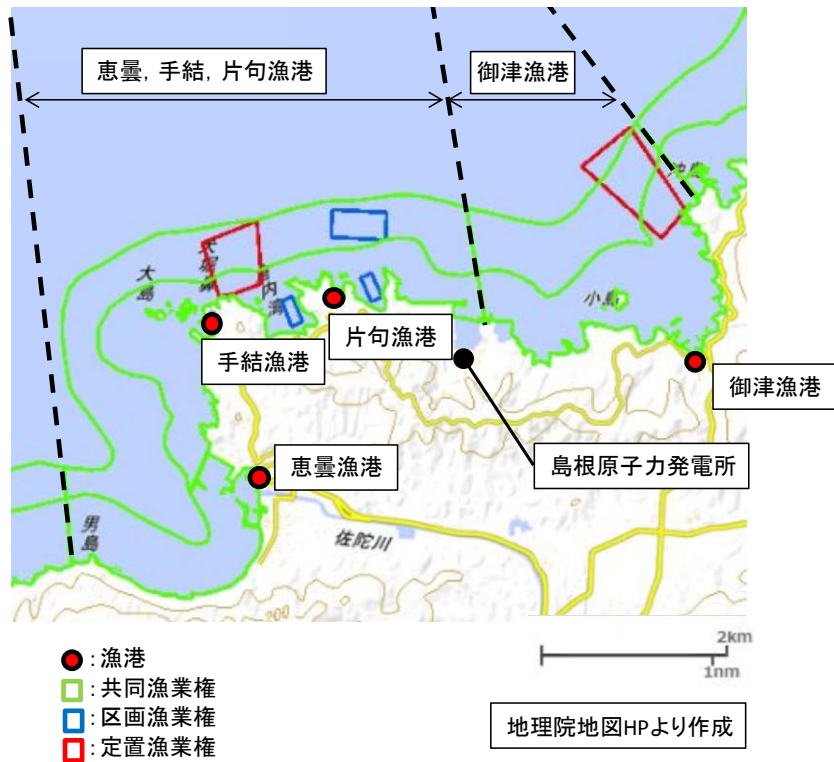 恵曇，手結，片句漁港
御津漁港
大島
小島
手結漁港
片句漁港
御津漁港
島根原子力発電所
恵曇漁港
男島
佐陀川
：漁港
：共同漁業権
：区画漁業権
：定置漁業権
2km
1nm
地理院地図HPより作成